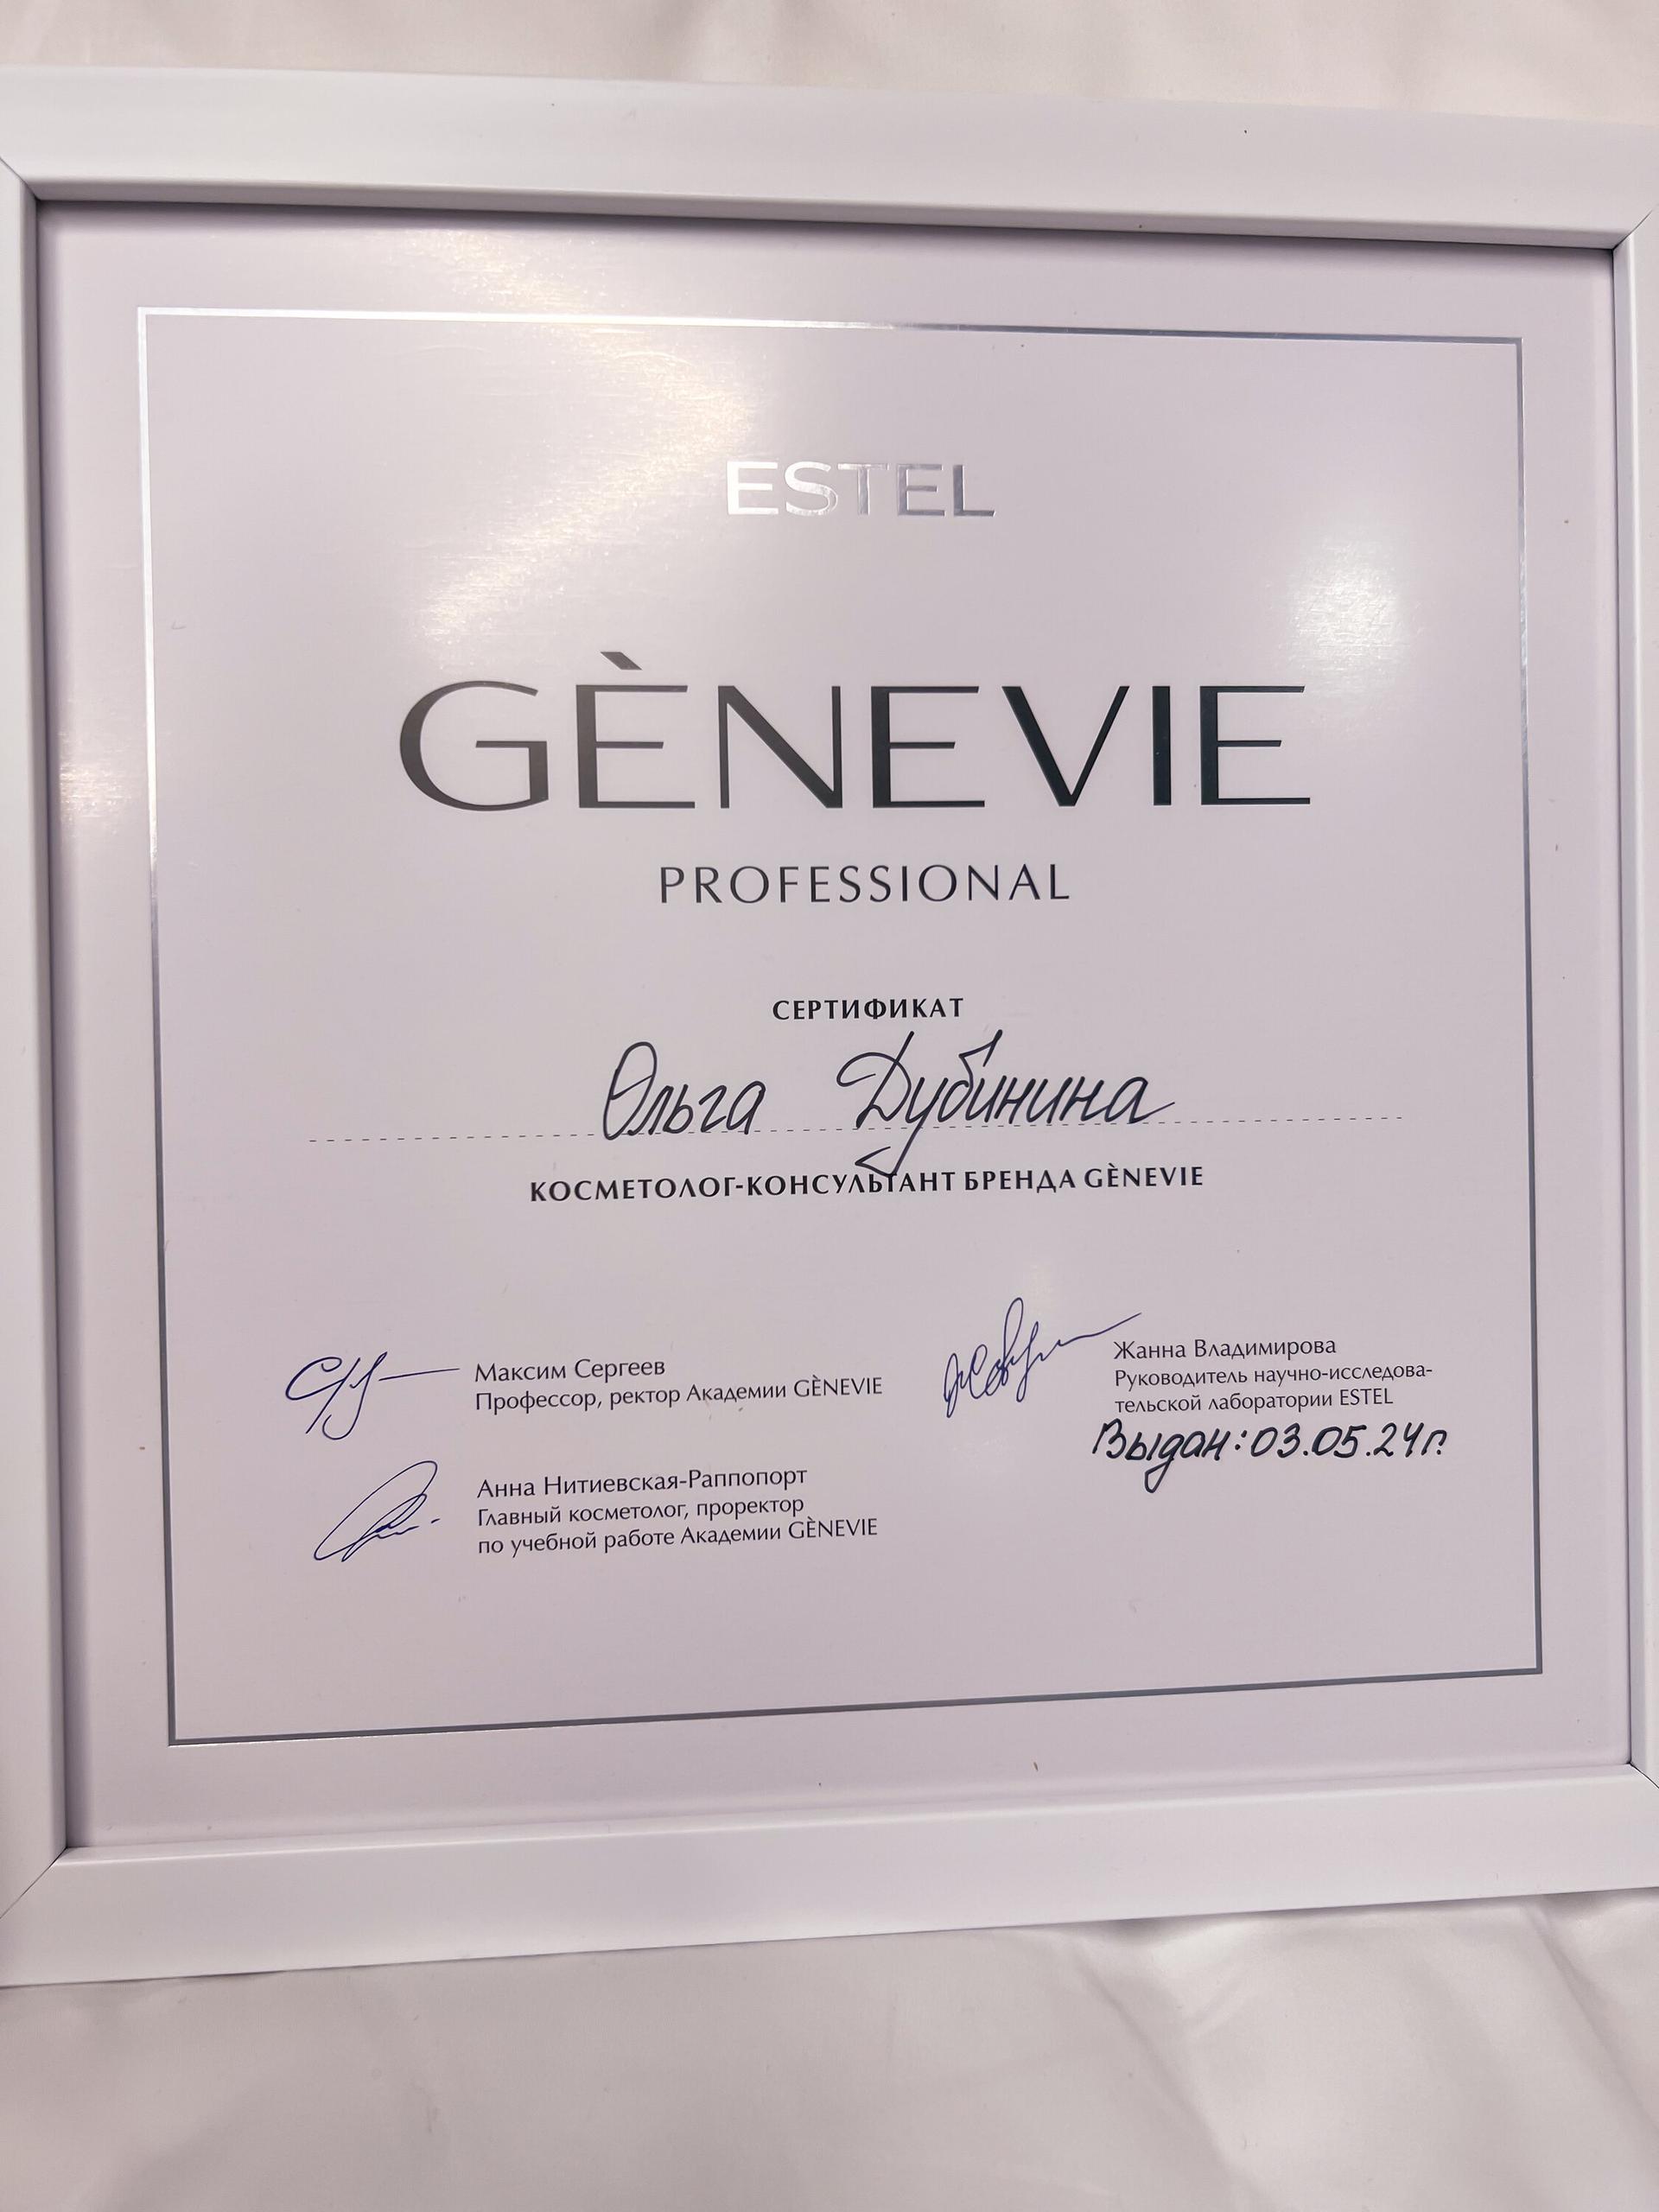 ESTEL
GÈNEVIE
PROFESSIONAL
СЕРТИФИКАТ
Ольга Дубинина
КОСМЕТОЛОГ-КОНСУЛЬТАНТ БРЕНДА GÈNEVIE
Максим Сергеев
Профессор, ректор Академии GÈNEVIE
Жанна Владимирова
Руководитель научно-исследова-
тельской лаборатории ESTEL
Выдан: 03.05.24г.
Анна Нитиевская-Раппопорт
Главный косметолог, проректор
по учебной работе Академии GÈNEVIE